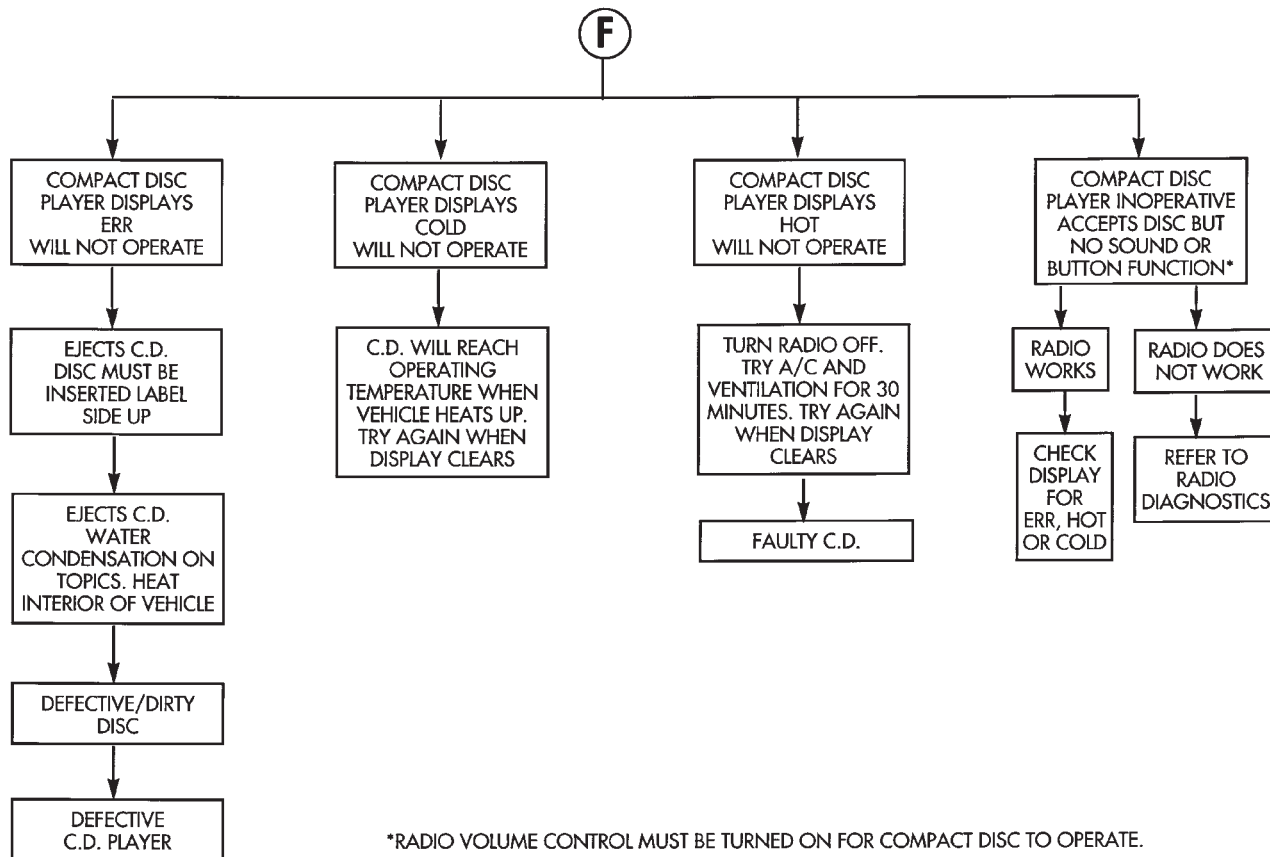 F
COMPACT DISC
PLAYER DISPLAYS
ERR
WILL NOT OPERATE
EJECTS C.D.
DISC MUST BE
INSERTED LABEL
SIDE UP
EJECTS C.D.
WATER
CONDENSATION ON
TOPICS. HEAT
INTERIOR OF VEHICLE
DEFECTIVE/DIRTY
DISC
DEFECTIVE
C.D. PLAYER
COMPACT DISC
PLAYER DISPLAYS
COLD
WILL NOT OPERATE
C.D. WILL REACH
OPERATING
TEMPERATURE WHEN
VEHICLE HEATS UP.
TRY AGAIN WHEN
DISPLAY CLEARS
COMPACT DISC
PLAYER DISPLAYS
HOT
WILL NOT OPERATE
TURN RADIO OFF.
TRY A/C AND
VENTILATION FOR 30
MINUTES. TRY AGAIN
WHEN DISPLAY
CLEARS
FAULTY C.D.
COMPACT DISC
PLAYER INOPERATIVE
ACCEPTS DISC BUT
NO SOUND OR
BUTTON FUNCTION*
RADIO
WORKS
CHECK
DISPLAY
FOR
ERR, HOT
OR COLD
RADIO DOES
NOT WORK
REFER TO
RADIO
DIAGNOSTICS
*RADIO VOLUME CONTROL MUST BE TURNED ON FOR COMPACT DISC TO OPERATE.